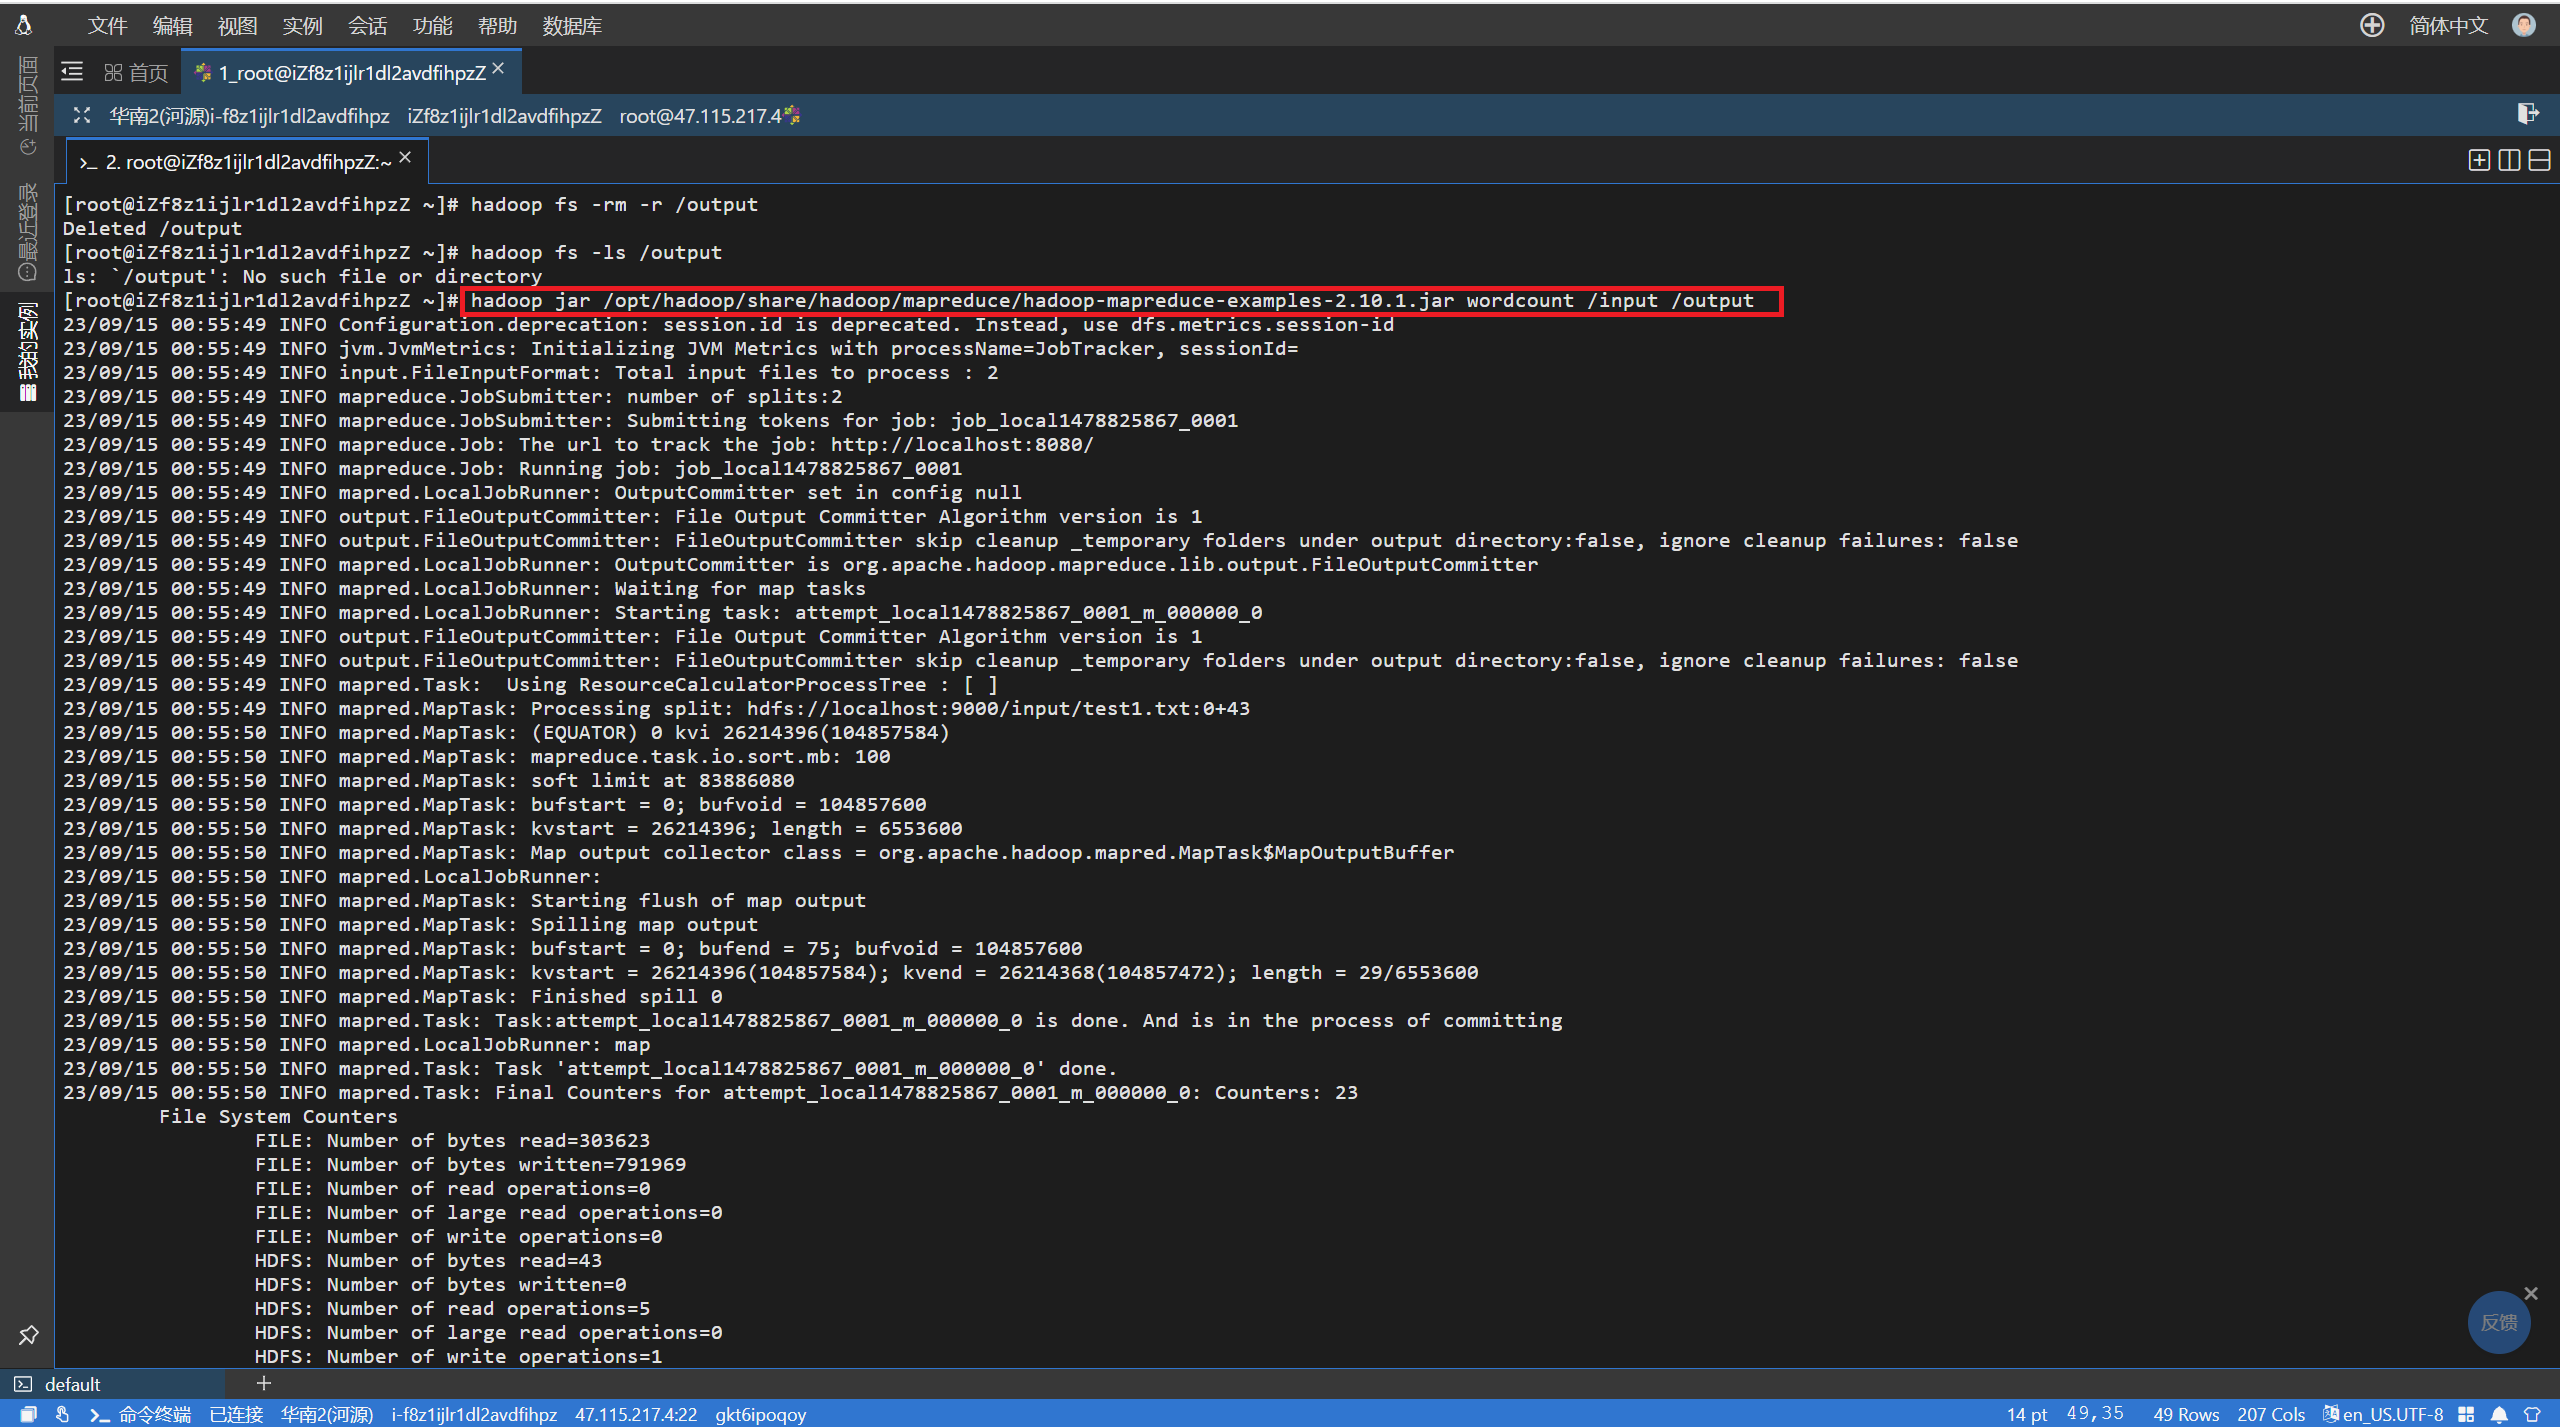 文件 编辑 视图 实例 会话 功能 帮助 数据库 简体中文
首页 1_root@iZf8z1ijlr1dl2avdfihpzZ
华南2(河源)i-f8z1ijlr1dl2avdfihpz iZf8z1ijlr1dl2avdfihpzZ root@47.115.217.4
当前页面
最近登录
我的实例
>_ 2. root@iZf8z1ijlr1dl2avdfihpzZ:~
[root@iZf8z1ijlr1dl2avdfihpzZ ~]# hadoop fs -rm -r /output
Deleted /output
[root@iZf8z1ijlr1dl2avdfihpzZ ~]# hadoop fs -ls /output
ls: `/output': No such file or directory
[root@iZf8z1ijlr1dl2avdfihpzZ ~]# hadoop jar /opt/hadoop/share/hadoop/mapreduce/hadoop-mapreduce-examples-2.10.1.jar wordcount /input /output
23/09/15 00:55:49 INFO Configuration.deprecation: session.id is deprecated. Instead, use dfs.metrics.session-id
23/09/15 00:55:49 INFO jvm.JvmMetrics: Initializing JVM Metrics with processName=JobTracker, sessionId=
23/09/15 00:55:49 INFO input.FileInputFormat: Total input files to process : 2
23/09/15 00:55:49 INFO mapreduce.JobSubmitter: number of splits:2
23/09/15 00:55:49 INFO mapreduce.JobSubmitter: Submitting tokens for job: job_local1478825867_0001
23/09/15 00:55:49 INFO mapreduce.Job: The url to track the job: http://localhost:8080/
23/09/15 00:55:49 INFO mapreduce.Job: Running job: job_local1478825867_0001
23/09/15 00:55:49 INFO mapred.LocalJobRunner: OutputCommitter set in config null
23/09/15 00:55:49 INFO output.FileOutputCommitter: File Output Committer Algorithm version is 1
23/09/15 00:55:49 INFO output.FileOutputCommitter: FileOutputCommitter skip cleanup _temporary folders under output directory:false, ignore cleanup failures: false
23/09/15 00:55:49 INFO mapred.LocalJobRunner: OutputCommitter is org.apache.hadoop.mapreduce.lib.output.FileOutputCommitter
23/09/15 00:55:49 INFO mapred.LocalJobRunner: Waiting for map tasks
23/09/15 00:55:49 INFO mapred.LocalJobRunner: Starting task: attempt_local1478825867_0001_m_000000_0
23/09/15 00:55:49 INFO output.FileOutputCommitter: File Output Committer Algorithm version is 1
23/09/15 00:55:49 INFO output.FileOutputCommitter: FileOutputCommitter skip cleanup _temporary folders under output directory:false, ignore cleanup failures: false
23/09/15 00:55:49 INFO mapred.Task:  Using ResourceCalculatorProcessTree : [ ]
23/09/15 00:55:49 INFO mapred.MapTask: Processing split: hdfs://localhost:9000/input/test1.txt:0+43
23/09/15 00:55:50 INFO mapred.MapTask: (EQUATOR) 0 kvi 26214396(104857584)
23/09/15 00:55:50 INFO mapred.MapTask: mapreduce.task.io.sort.mb: 100
23/09/15 00:55:50 INFO mapred.MapTask: soft limit at 83886080
23/09/15 00:55:50 INFO mapred.MapTask: bufstart = 0; bufvoid = 104857600
23/09/15 00:55:50 INFO mapred.MapTask: kvstart = 26214396; length = 6553600
23/09/15 00:55:50 INFO mapred.MapTask: Map output collector class = org.apache.hadoop.mapred.MapTask$MapOutputBuffer
23/09/15 00:55:50 INFO mapred.LocalJobRunner:
23/09/15 00:55:50 INFO mapred.MapTask: Starting flush of map output
23/09/15 00:55:50 INFO mapred.MapTask: Spilling map output
23/09/15 00:55:50 INFO mapred.MapTask: bufstart = 0; bufend = 75; bufvoid = 104857600
23/09/15 00:55:50 INFO mapred.MapTask: kvstart = 26214396(104857584); kvend = 26214368(104857472); length = 29/6553600
23/09/15 00:55:50 INFO mapred.MapTask: Finished spill 0
23/09/15 00:55:50 INFO mapred.Task: Task:attempt_local1478825867_0001_m_000000_0 is done. And is in the process of committing
23/09/15 00:55:50 INFO mapred.LocalJobRunner: map
23/09/15 00:55:50 INFO mapred.Task: Task 'attempt_local1478825867_0001_m_000000_0' done.
23/09/15 00:55:50 INFO mapred.Task: Final Counters for attempt_local1478825867_0001_m_000000_0: Counters: 23
File System Counters
FILE: Number of bytes read=303623
FILE: Number of bytes written=791969
FILE: Number of read operations=0
FILE: Number of large read operations=0
FILE: Number of write operations=0
HDFS: Number of bytes read=43
HDFS: Number of bytes written=0
HDFS: Number of read operations=5
HDFS: Number of large read operations=0
HDFS: Number of write operations=1
反馈
default +
命令终端 已连接 华南2(河源) i-f8z1ijlr1dl2avdfihpz 47.115.217.4:22 gkt6ipoqoy 14 pt 49,35 49 Rows 207 Cols en_US.UTF-8